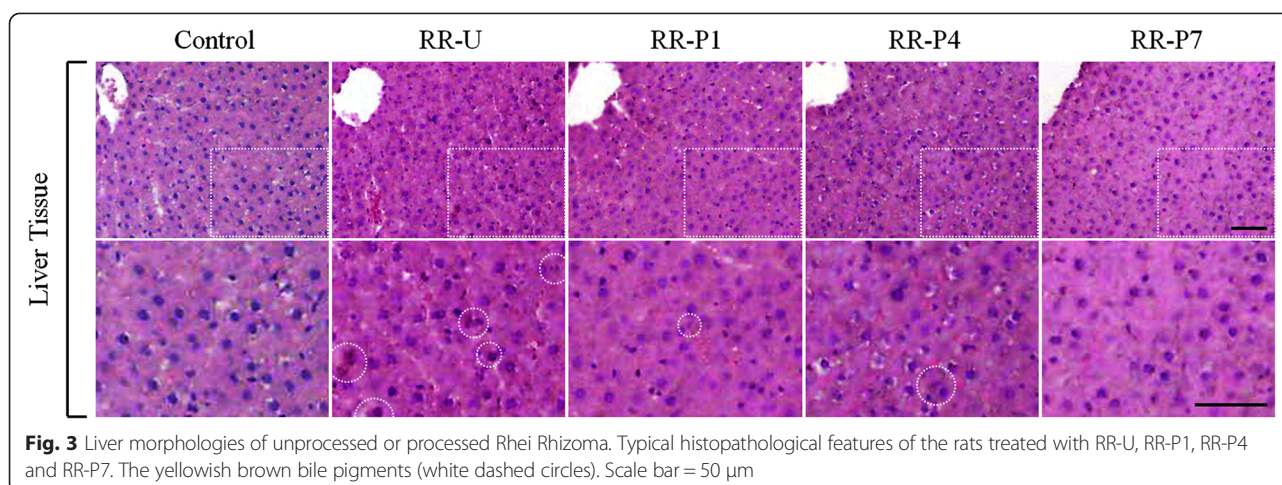 Control RR-U RR-P1 RR-P4 RR-P7
Liver Tissue
Fig. 3 Liver morphologies of unprocessed or processed Rhei Rhizoma. Typical histopathological features of the rats treated with RR-U, RR-P1, RR-P4
and RR-P7. The yellowish brown bile pigments (white dashed circles). Scale bar = 50 μm